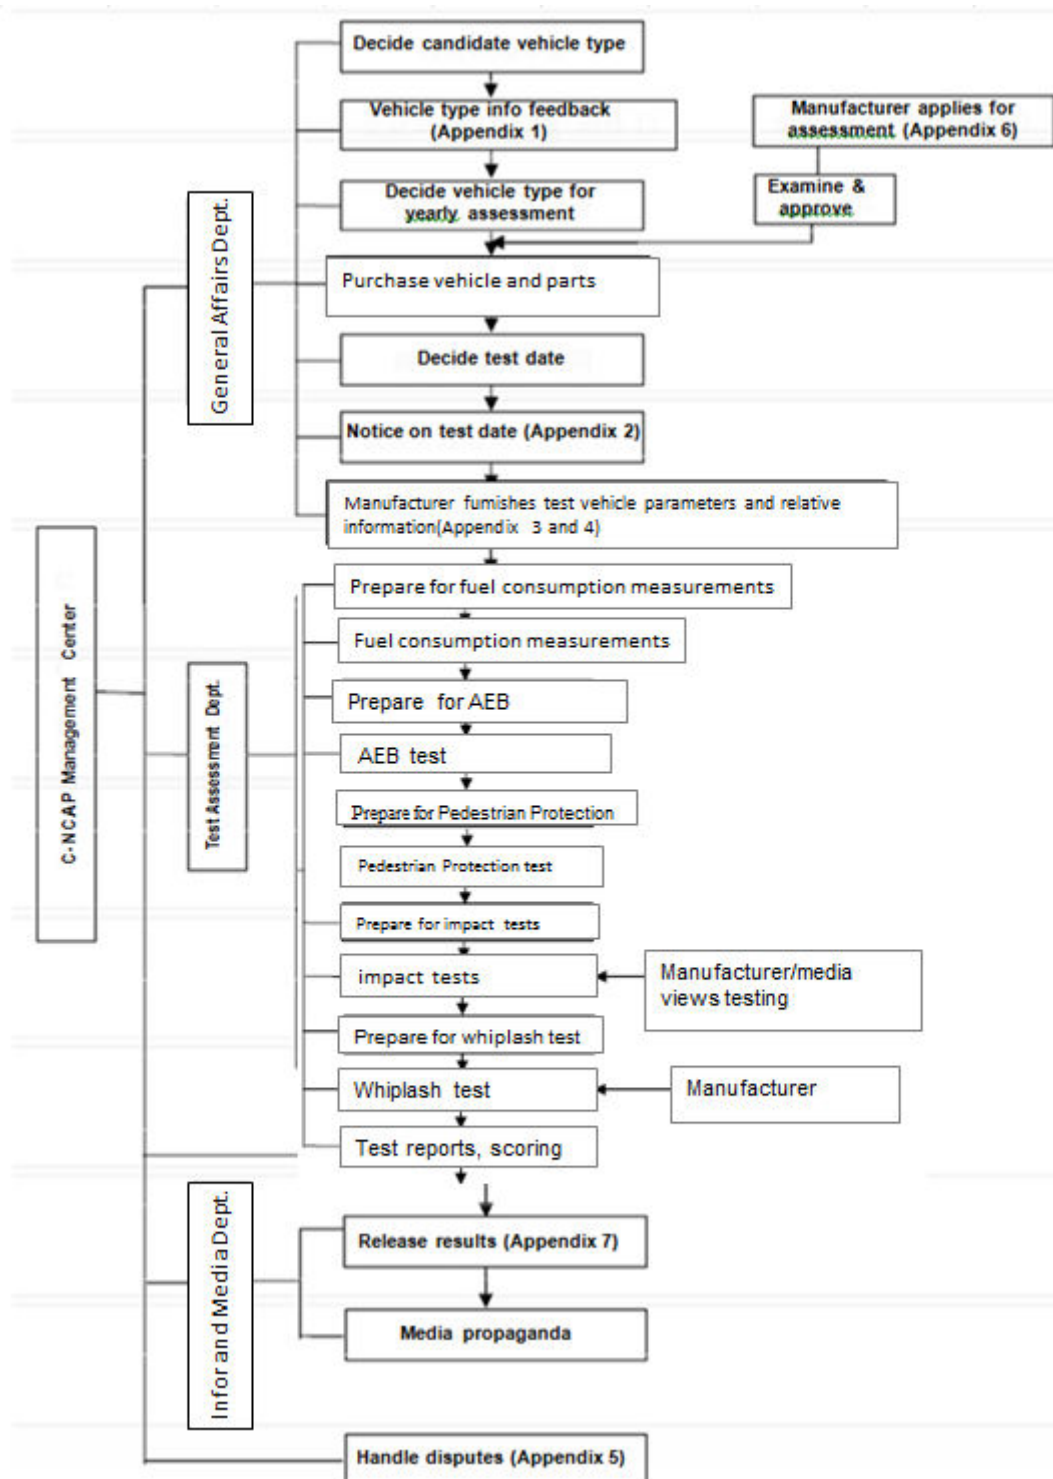 Decide candidate vehicle type
Vehicle type info feedback
(Appendix 1)
Manufacturer applies for
assessment (Appendix 6)
Decide vehicle type for
yearly assessment
Examine &
approve
General Affairs Dept.
Purchase vehicle and parts
Decide test date
Notice on test date (Appendix 2)
Manufacturer furnishes test vehicle parameters and relative
information(Appendix 3 and 4)
C-NCAP Management Center
Test Assessment Dept.
Prepare for fuel consumption measurements
Fuel consumption measurements
Prepare for AEB
AEB test
Prepare for Pedestrian Protection
Pedestrian Protection test
Prepare for impact tests
impact tests
Manufacturer/media
views testing
Prepare for whiplash test
Whiplash test
Manufacturer
Test reports, scoring
Infor and Media Dept.
Release results (Appendix 7)
Media propaganda
Handle disputes (Appendix 5)